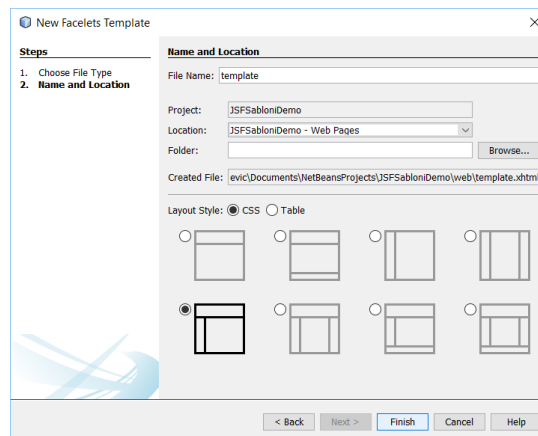 New Facelets Template
Steps
1. Choose File Type
2. Name and Location
Name and Location
File Name: template
Project: JSFSabloniDemo
Location: JSFSabloniDemo - Web Pages
Folder:
Browse...
Created File: evic\Documents\NetBeansProjects\JSFSabloniDemo\web\template.xhtml
Layout Style: CSS Table
< Back Next > Finish Cancel Help